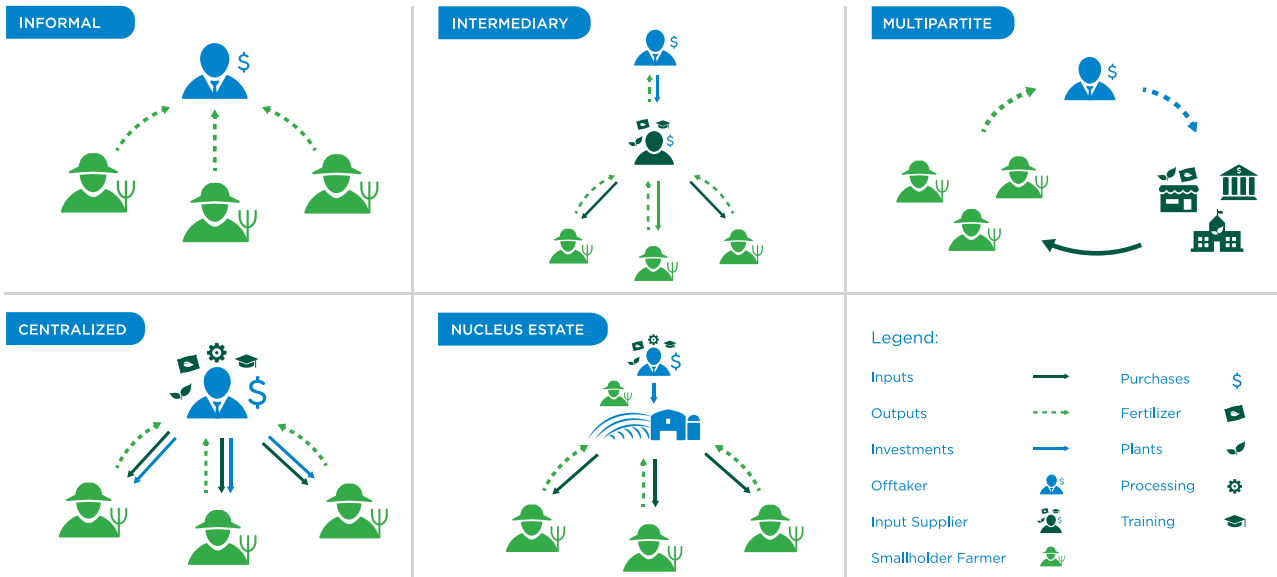 INFORMAL
$
INTERMEDIARY
$
$
MULTIPARTITE
$
$
CENTRALIZED
$
NUCLEUS ESTATE
$
Legend:
Inputs
Purchases $
Outputs
Fertilizer
Investments
Plants
Offtaker $
Processing
Input Supplier $
Training
Smallholder Farmer